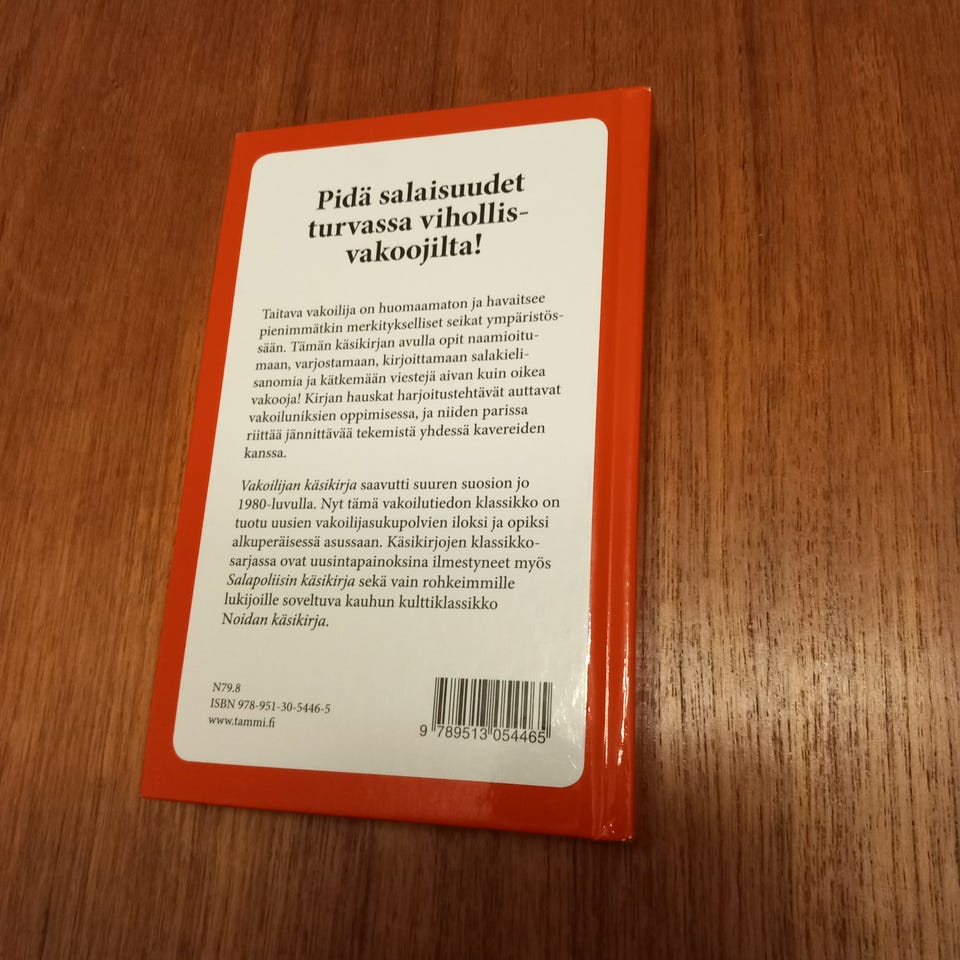 Pidä salaisuudet
turvassa vihollis-
vakoojilta!
Taitava vakoilija on huomaamaton ja havaitsee
pienimmätkin merkitykselliset seikat ympäristös-
sään. Tämän käsikirjan avulla opit naamioitu-
maan, varjostamaan, kirjoittamaan salakieli-
sanomia ja kätkemään viestejä aivan kuin oikea
vakooja! Kirjan hauskat harjoitustehtävät auttavat
vakoiluniksien oppimisessa, ja niiden parissa
riittää jännittävää tekemistä yhdessä kavereiden
kanssa.
Vakoilijan käsikirja saavutti suuren suosion jo
1980-luvulla. Nyt tämä vakoilutiedon klassikko on
tuotu uusien vakoilijasukupolvien iloksi ja opiksi
alkuperäisessä asussaan. Käsikirjojen klassikko-
sarjassa ovat uusintapainoksina ilmestyneet myös
Salapoliisin käsikirja sekä vain rohkeimmille
lukijoille soveltuva kauhun kulttiklassikko
Noidan käsikirja.
N79.8
ISBN 978-951-30-5446-5
www.tammi.fi
9 789513 054465